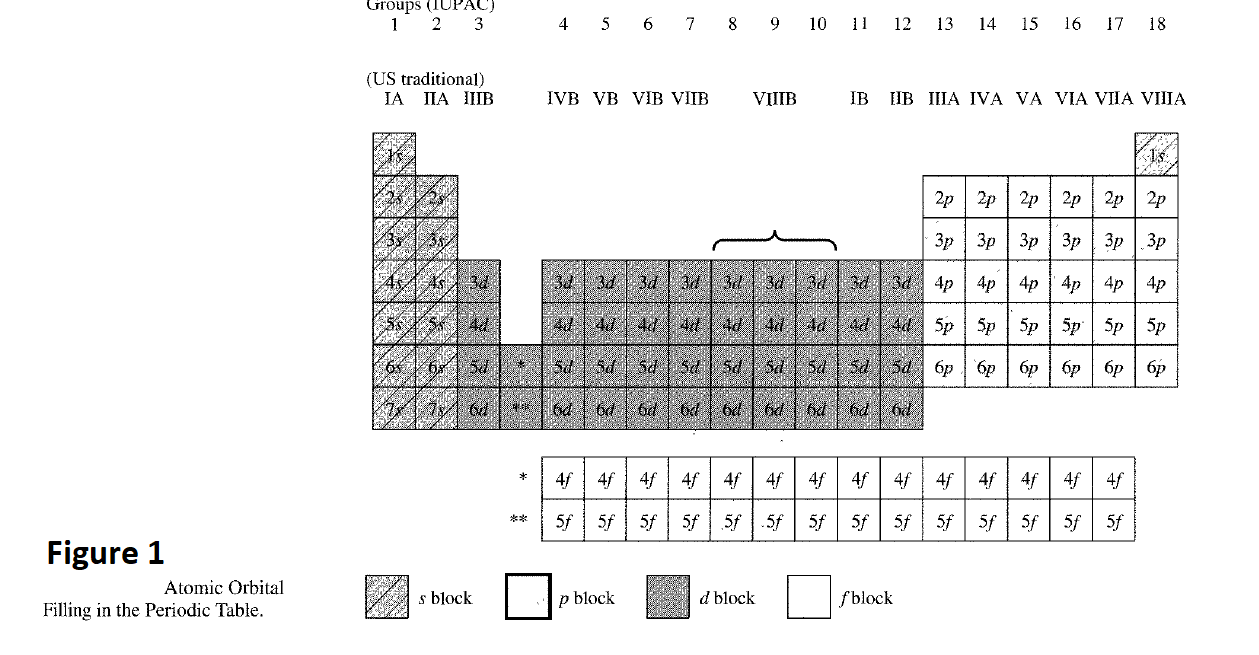 Groups (IUPAC)
1 2 3 4 5 6 7 8 9 10 11 12 13 14 15 16 17 18
(US traditional)
IA IIA IIIB IVB VB VIB VIIB VIIIB IB IIB IIIA IVA VA VIA VIIA VIIIA
1s 1s
2s 2s 2p 2p 2p 2p 2p 2p
3s 3s 3p 3p 3p 3p 3p 3p
4s 4s 3d 3d 3d 3d 3d 3d 3d 3d 3d 3d 4p 4p 4p 4p 4p 4p
5s 5s 4d 4d 4d 4d 4d 4d 4d 4d 4d 4d 5p 5p 5p 5p 5p 5p
6s 6s 5d * 5d 5d 5d 5d 5d 5d 5d 5d 5d 6p 6p 6p 6p 6p 6p
7s 7s 6d ** 6d 6d 6d 6d 6d 6d 6d 6d 6d
* 4f 4f 4f 4f 4f 4f 4f 4f 4f 4f 4f 4f 4f 4f
** 5f 5f 5f 5f 5f 5f 5f 5f 5f 5f 5f 5f 5f 5f
Figure 1
Atomic Orbital
Filling in the Periodic Table.
s block p block d block f block